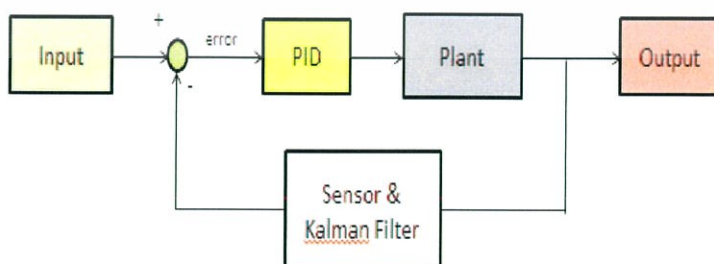 +
error
Input
PID
Plant
Output
-
Sensor &
Kalman Filter